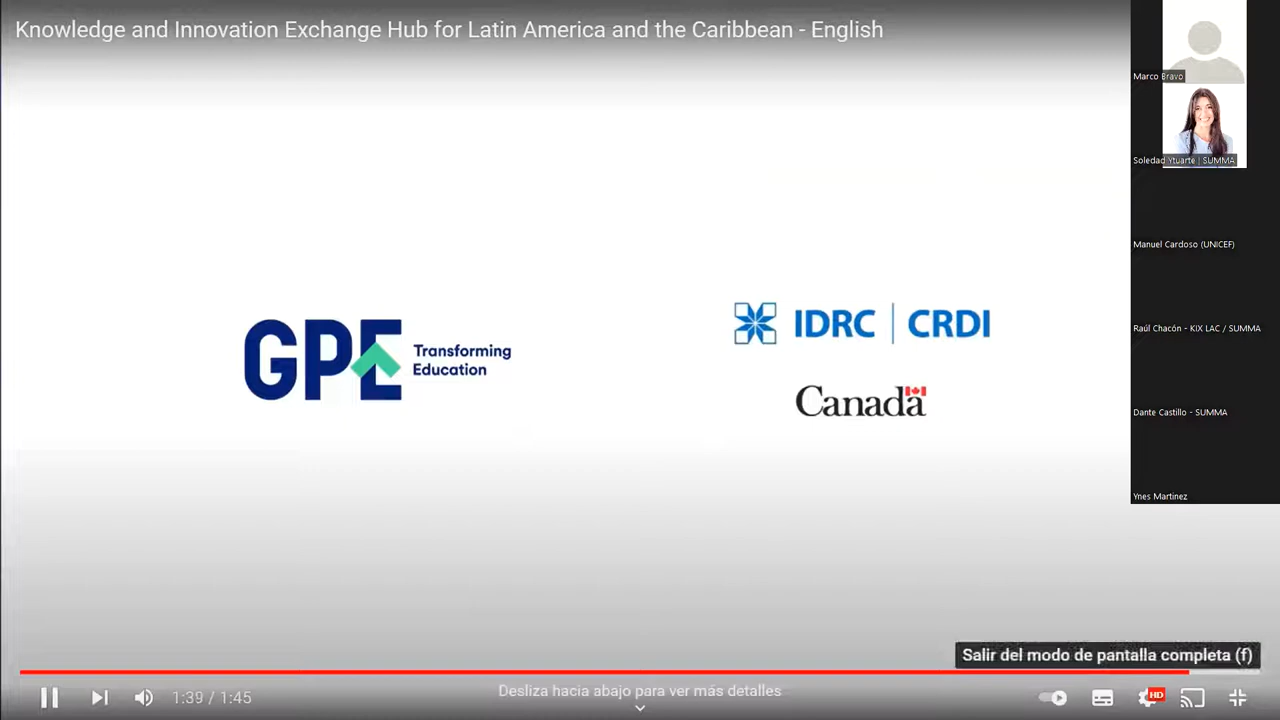 Knowledge and Innovation Exchange Hub for Latin America and the Caribbean - English
Marco Bravo
Soledad Ytuarte | SUMMA
Manuel Cardoso (UNICEF)
Raúl Chacón - KIX LAC / SUMMA
Dante Castillo - SUMMA
Ynes Martinez
GPE
Transforming
Education
IDRC | CRDI
Canada
Salir del modo de pantalla completa (f)
1:39 / 1:45
Desliza hacia abajo para ver más detalles
HD